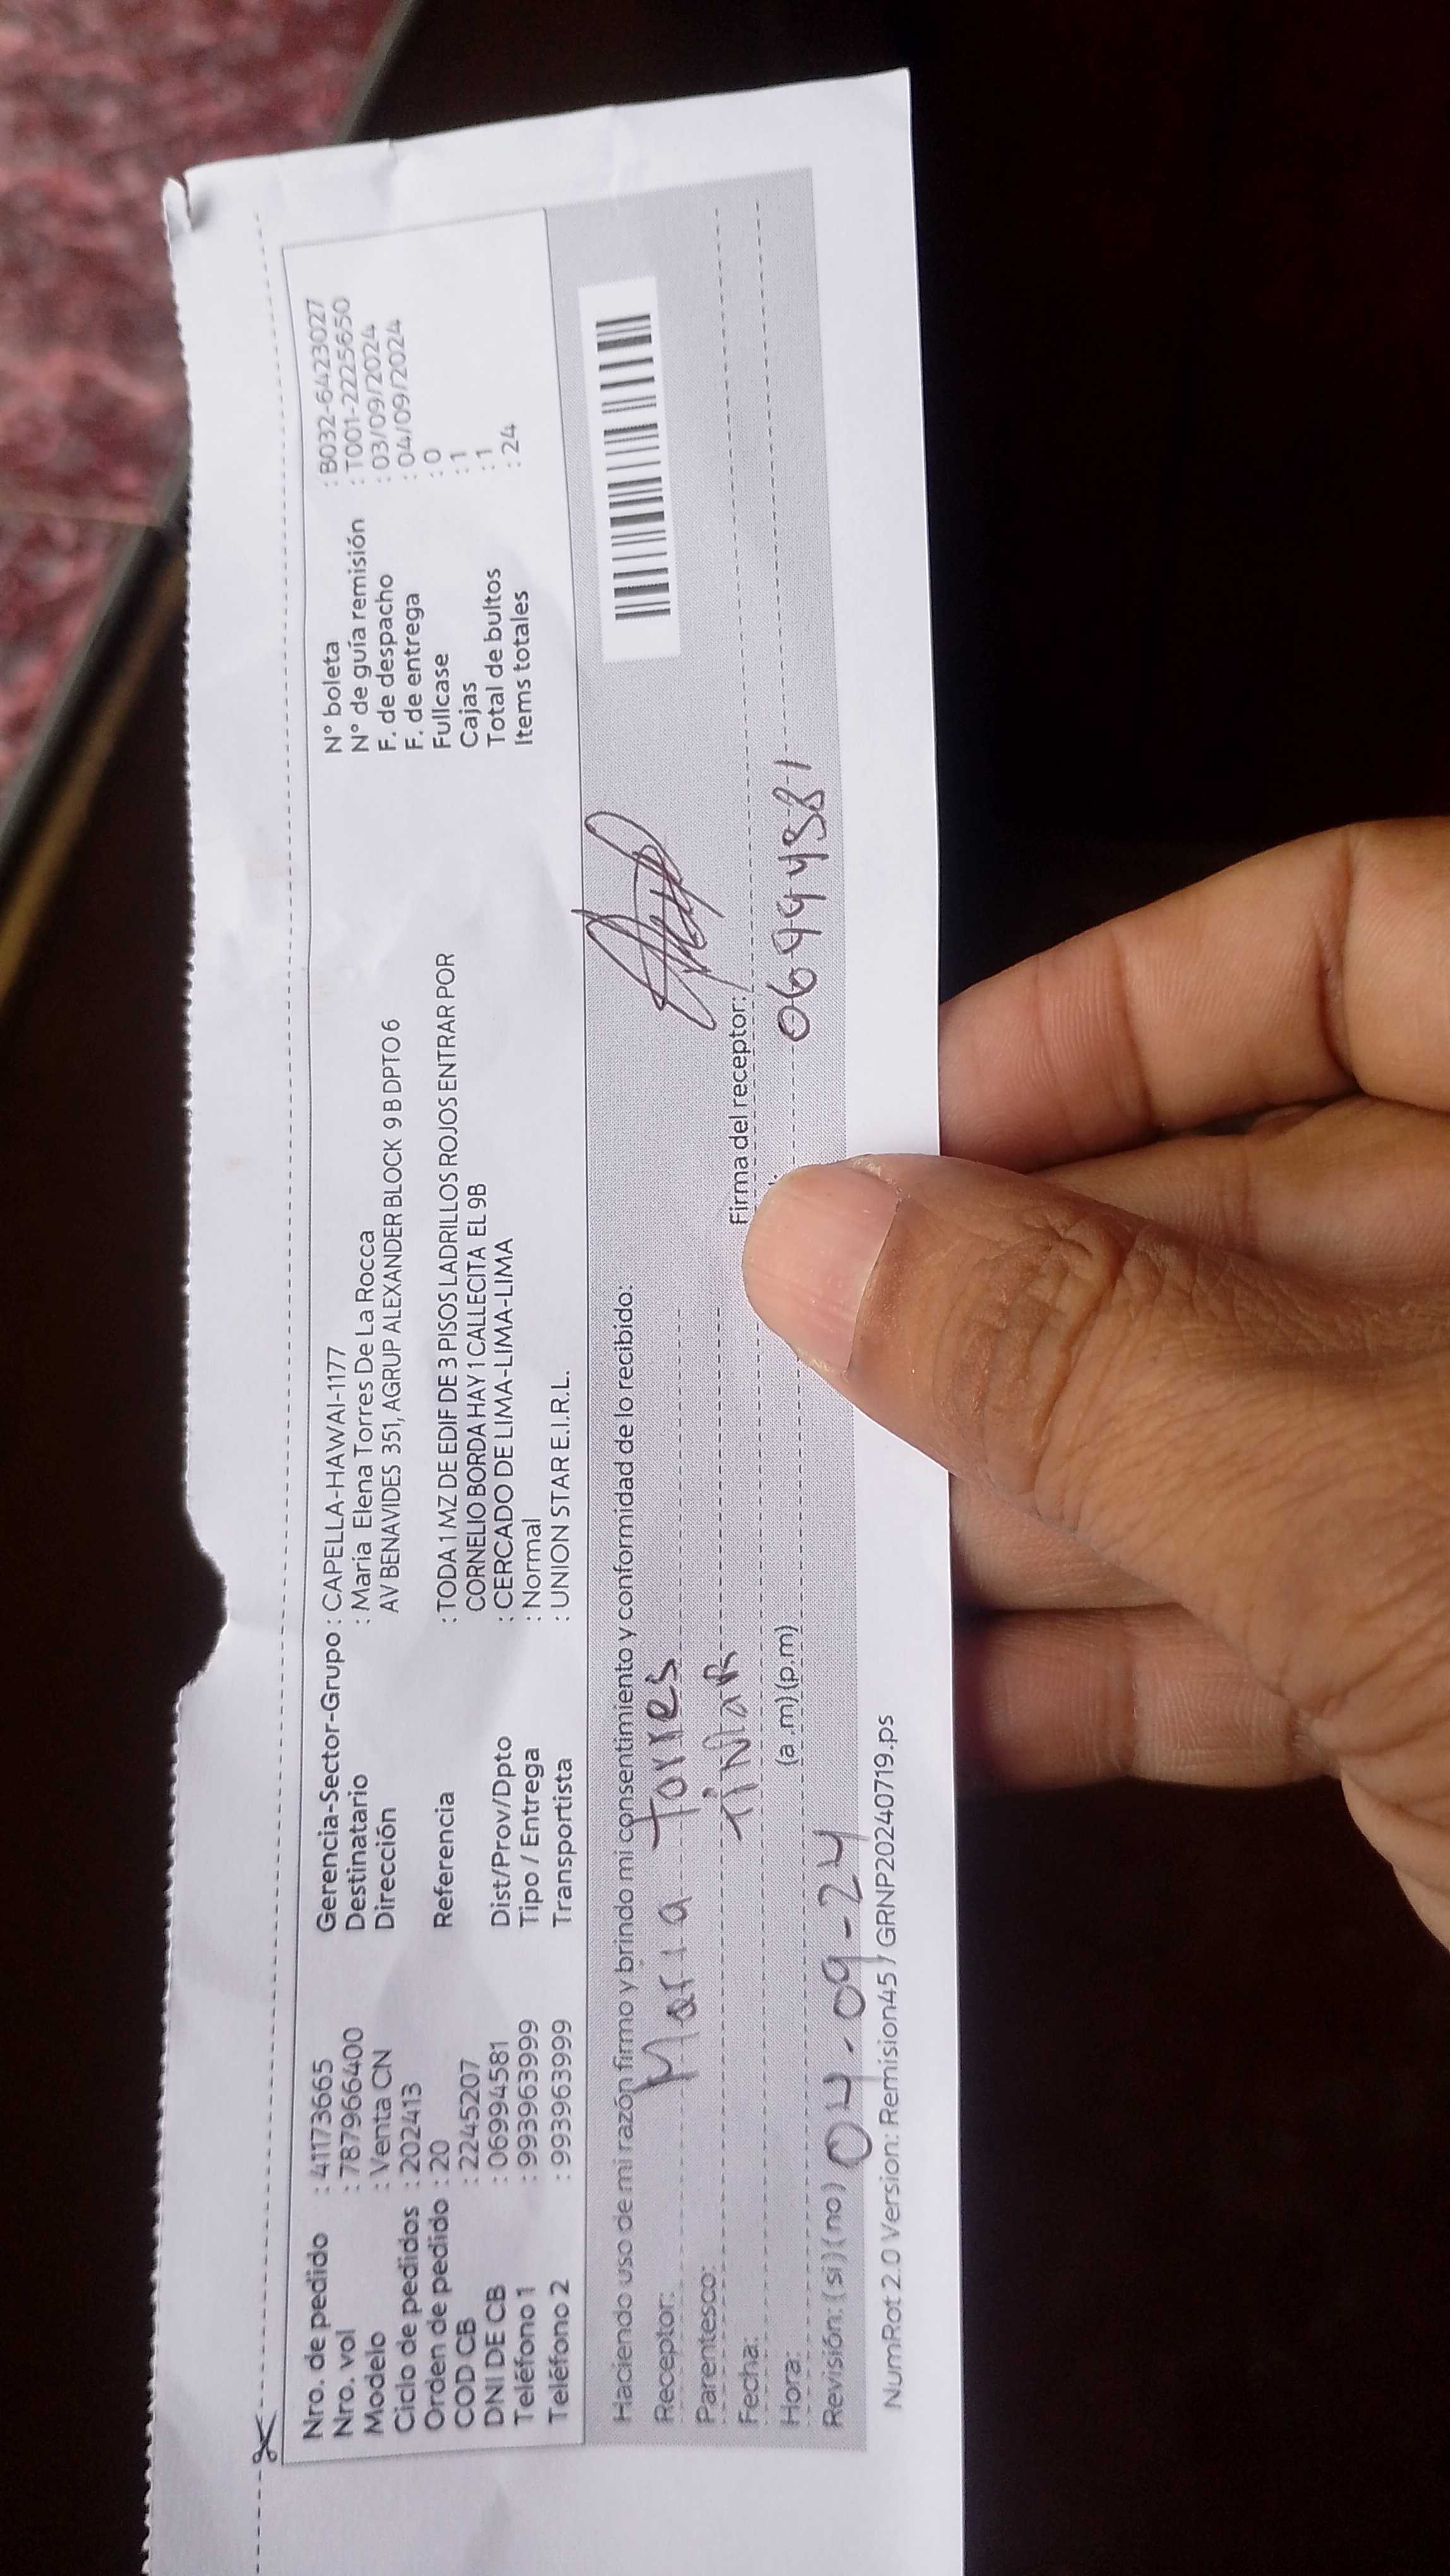 Nro. de pedido : 41173665
Nro. vol : 787966400
Modelo : Venta CN
Ciclo de pedidos : 202413
Orden de pedido : 20
COD CB : 2245207
DNI DE CB : 06994581
Teléfono 1 : 993963999
Teléfono 2 : 993963999
Gerencia-Sector-Grupo : CAPELLA-HAWAI-1177
Destinatario : Maria Elena Torres De La Rocca
Dirección AV BENAVIDES 351, AGRUP ALEXANDER BLOCK 9 B DPTO 6
Referencia : TODA 1 MZ DE EDIF DE 3 PISOS LADRILLOS ROJOS ENTRAR POR
CORNELIO BORDA HAY 1 CALLECITA EL 9B
Dist/Prov/Dpto : CERCADO DE LIMA-LIMA-LIMA
Tipo / Entrega : Normal
Transportista : UNION STAR E.I.R.L.
N° boleta : B032-6423027
N° de guía remisión : T001-2225650
F. de despacho : 03/09/2024
F. de entrega : 04/09/2024
Fullcase : 0
Cajas : 1
Total de bultos : 1
Items totales : 24
Haciendo uso de mi razón firmo y brindo mi consentimiento y conformidad de lo recibido:
Receptor: Maria Torres
Parentesco: TiNtaR
Firma del receptor:
Fecha:
Hora: (a.m) (p.m)
Revisión: (si) (no) 04-09-24
NumRot 2.0 Version: Remision45 / GRNP20240719.ps